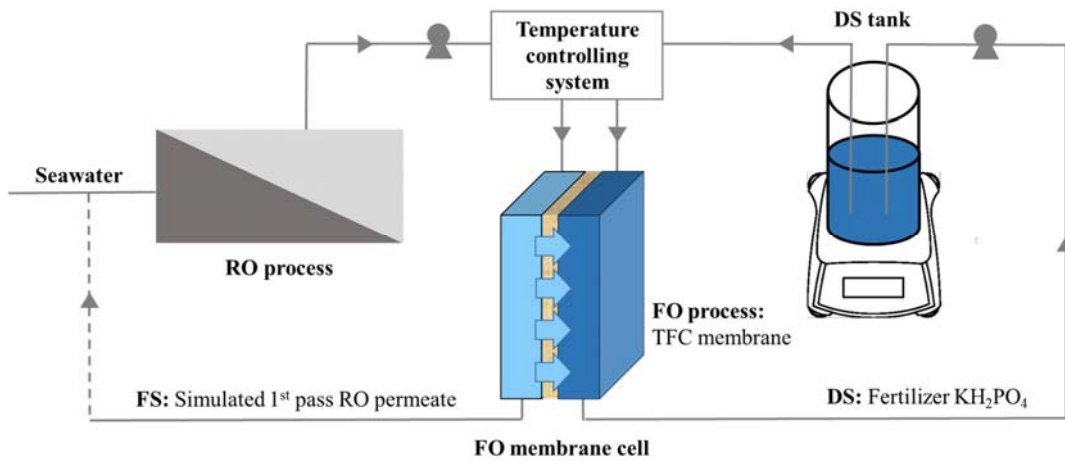 Temperature
controlling
system
DS tank
Seawater
RO process
FO process:
TFC membrane
FS: Simulated 1st pass RO permeate
DS: Fertilizer KH₂PO₄
FO membrane cell